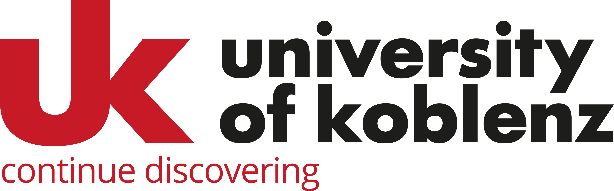 uk
university
of koblenz
continue discovering